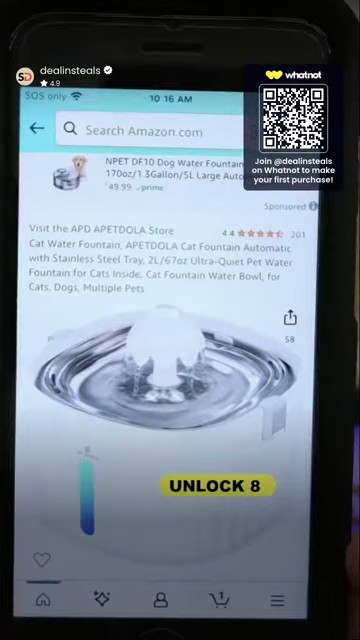 dealinsteals
★ 4.9
whatnot
Join @dealinsteals
on Whatnot to make
your first purchase!
SOS only
10:16 AM
Search Amazon.com
NPET DF10 Dog Water Fountain
170oz/1.3Gallon/5L Large
49.99 prime
Sponsored
Visit the APD APETDOLA Store
4.4
201
Cat Water Fountain, APETDOLA Cat Fountain Automatic
with Stainless Steel Tray, 2L/67oz Ultra-Quiet Pet Water
Fountain for Cats Inside, Cat Fountain Water Bowl, for
Cats, Dogs, Multiple Pets
58
UNLOCK 8
1